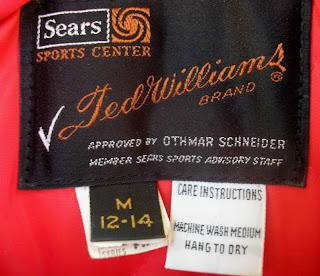 Sears
SPORTS CENTER
Ted Williams
BRAND ®
APPROVED BY OTHMAR SCHNEIDER
MEMBER SEARS SPORTS ADVISORY STAFF
M
12-14
CARE INSTRUCTIONS
MACHINE WASH MEDIUM
HANG TO DRY